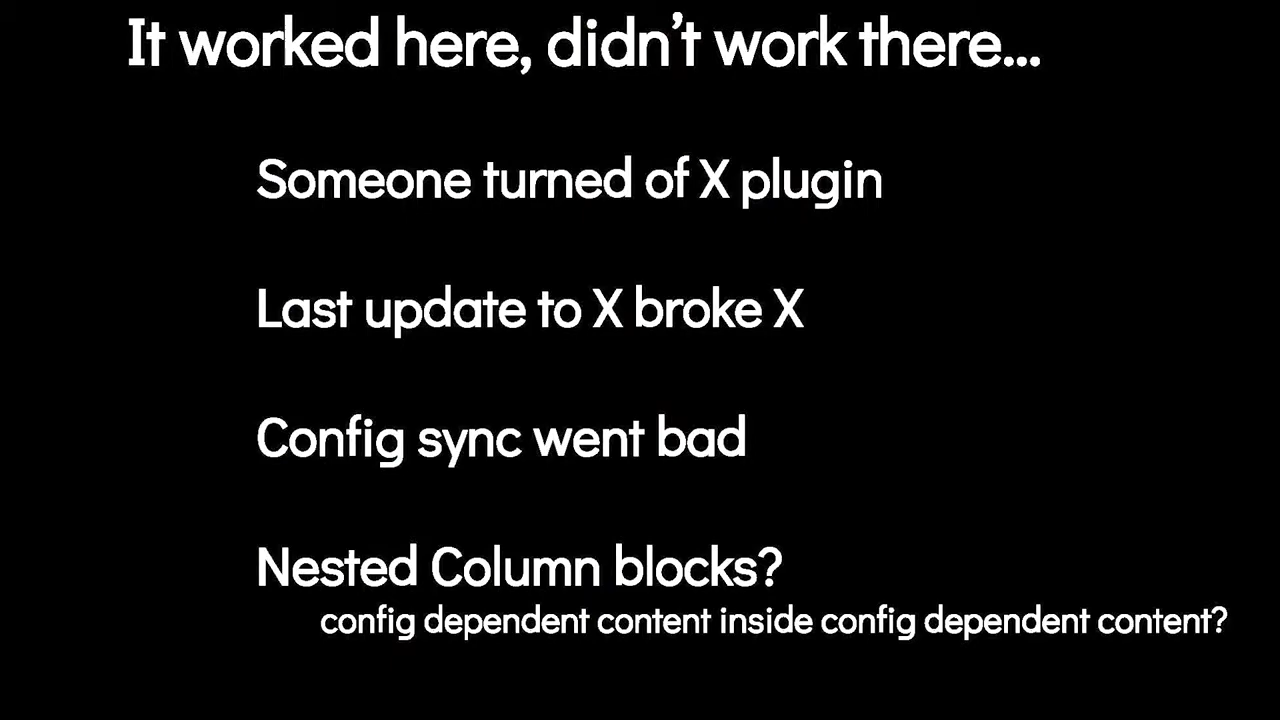 It worked here, didn’t work there...
Someone turned of X plugin
Last update to X broke X
Config sync went bad
Nested Column blocks?
config dependent content inside config dependent content?